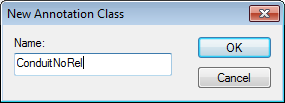 New Annotation Class
Name:
ConduitNoRel
OK
Cancel